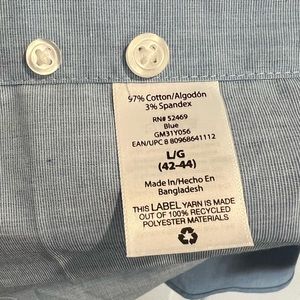 97% Cotton/Algodón
3% Spandex
RN# 52469
Blue
GM31Y056
EAN/UPC 8 80968641112
L/G
(42-44)
Made In/Hecho En
Bangladesh
THIS LABEL YARN IS MADE
OUT OF 100% RECYCLED
POLYESTER MATERIALS